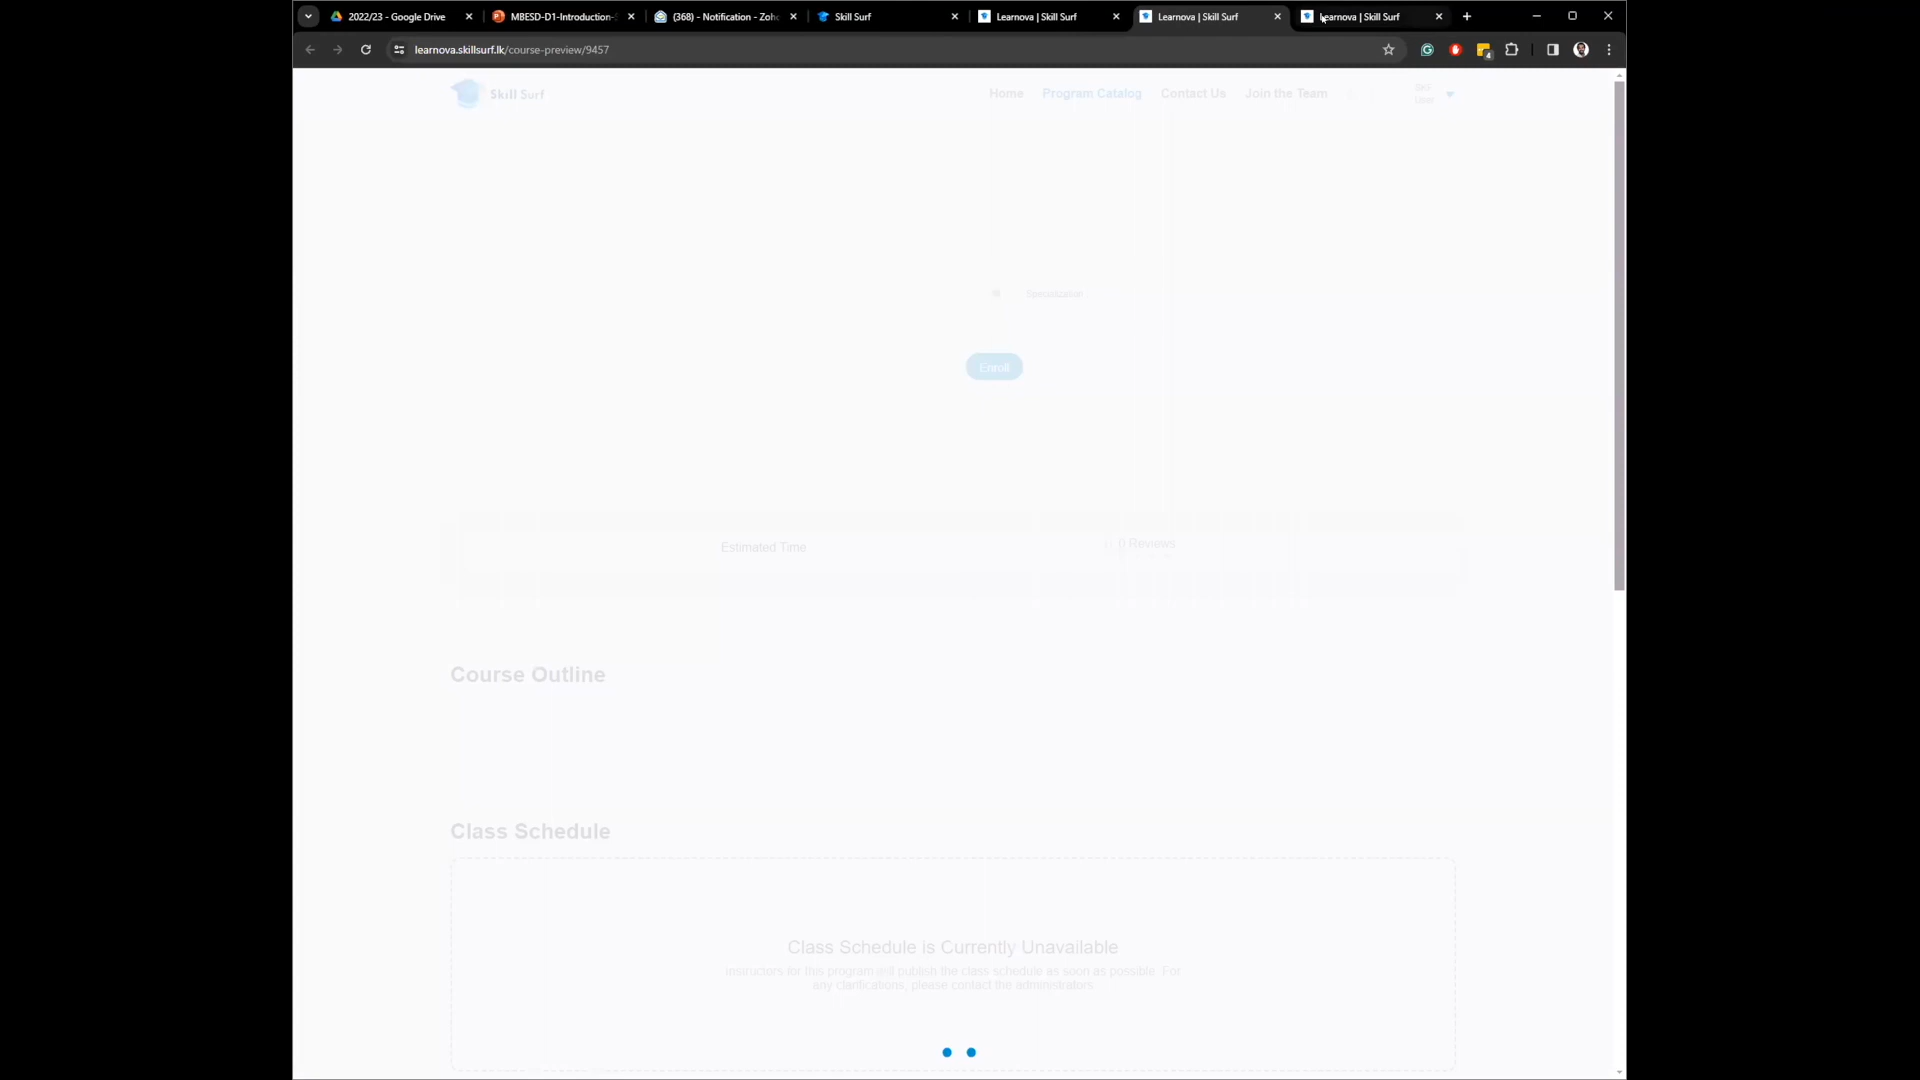 2022/23 - Google Drive
MBESD-D1-Introduction-
(368) - Notification - Zoh
Skill Surf
Learnova | Skill Surf
Learnova | Skill Surf
Learnova | Skill Surf
learnova.skillsurf.lk/course-preview/9457
4
Skill Surf
Home Program Catalog Contact Us Join the Team
User
Specialization
Enroll
Estimated Time
0 Reviews
Course Outline
Class Schedule
Class Schedule is Currently Unavailable
Instructors for this program will publish the class schedule as soon as possible. For
any clarifications, please contact the administrators.